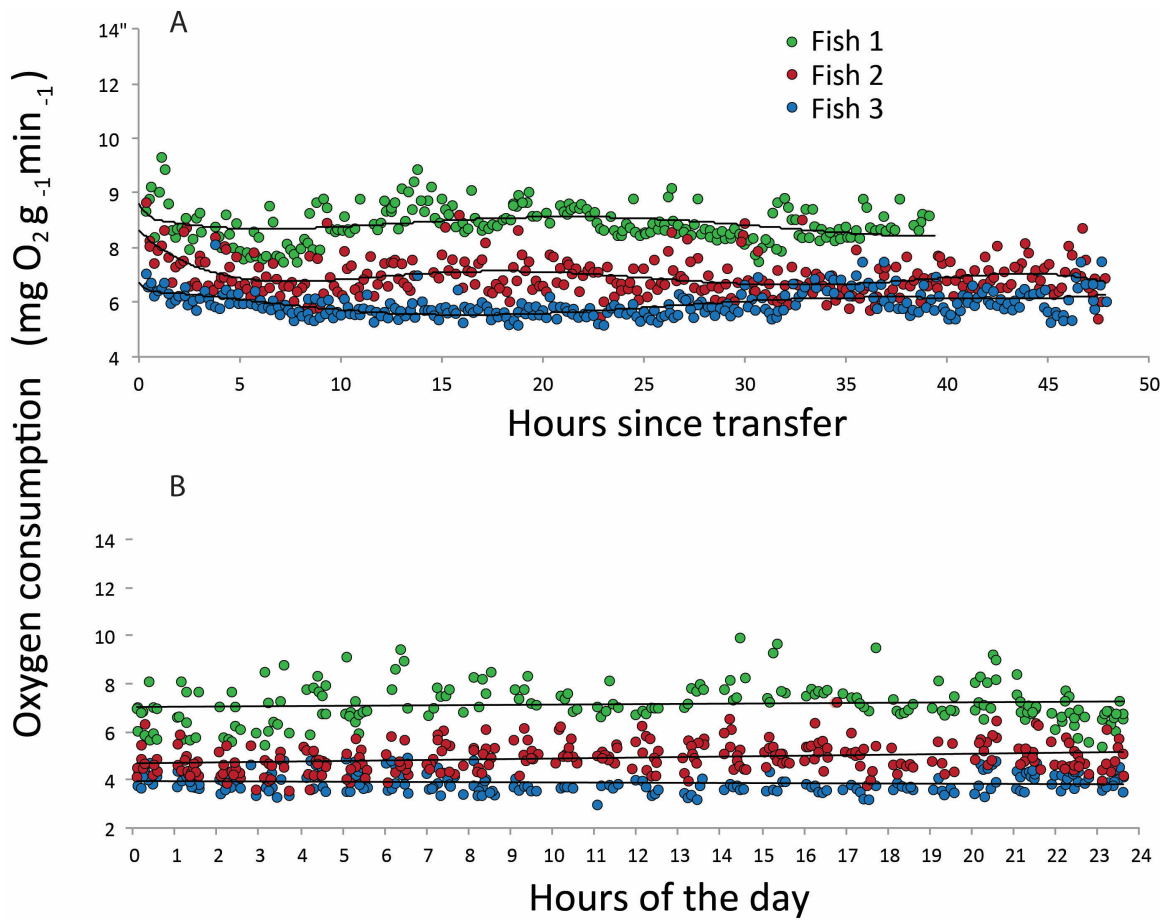 A
Fish 1
Fish 2
Fish 3
14"
12
10
9
8
6
4
0 5 10 15 20 25 30 35 40 45 50
Hours since transfer
Oxygen consumption (mg O2 g -1 min -1)
B
14
12
10
8
6
4
2
0 1 2 3 4 5 6 7 8 9 10 11 12 13 14 15 16 17 18 19 20 21 22 23 24
Hours of the day